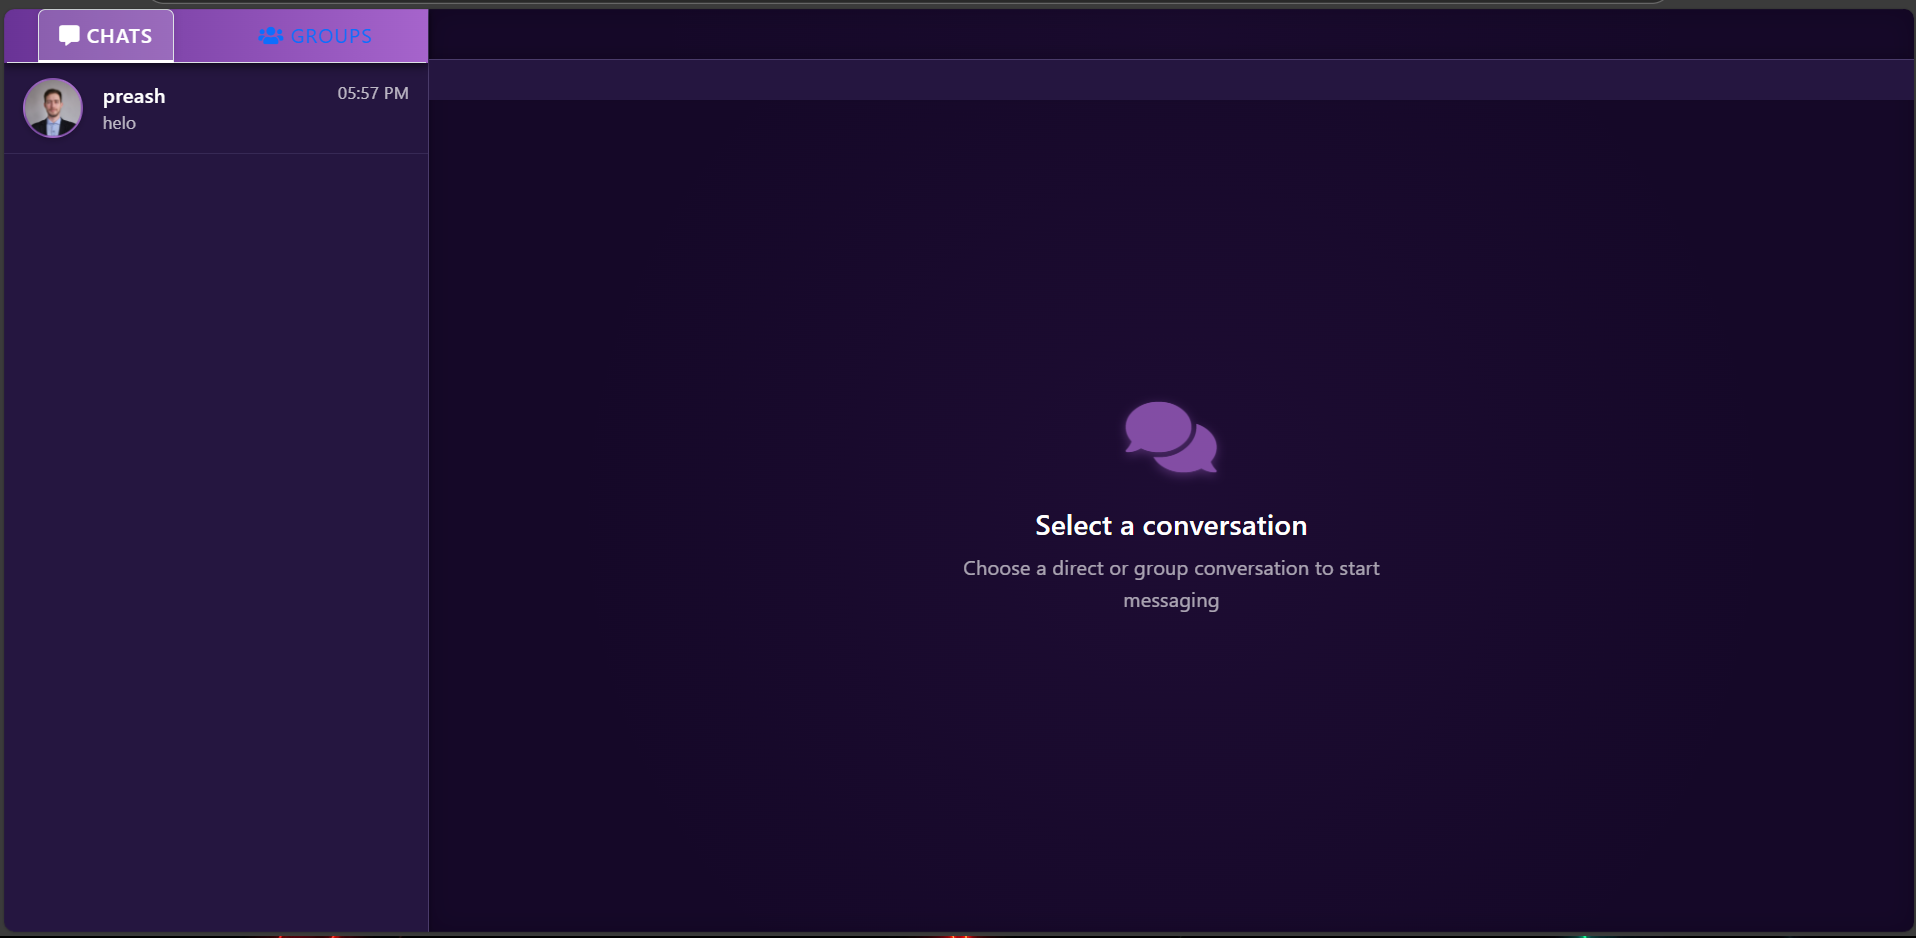 CHATS
GROUPS
preash
05:57 PM
helo
Select a conversation
Choose a direct or group conversation to start
messaging